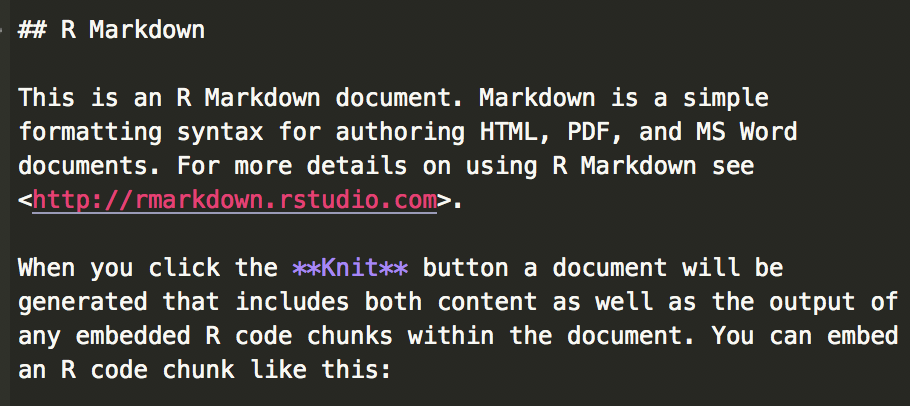 ## R Markdown
This is an R Markdown document. Markdown is a simple
formatting syntax for authoring HTML, PDF, and MS Word
documents. For more details on using R Markdown see
<http://rmarkdown.rstudio.com>.
When you click the **Knit** button a document will be
generated that includes both content as well as the output of
any embedded R code chunks within the document. You can embed
an R code chunk like this: